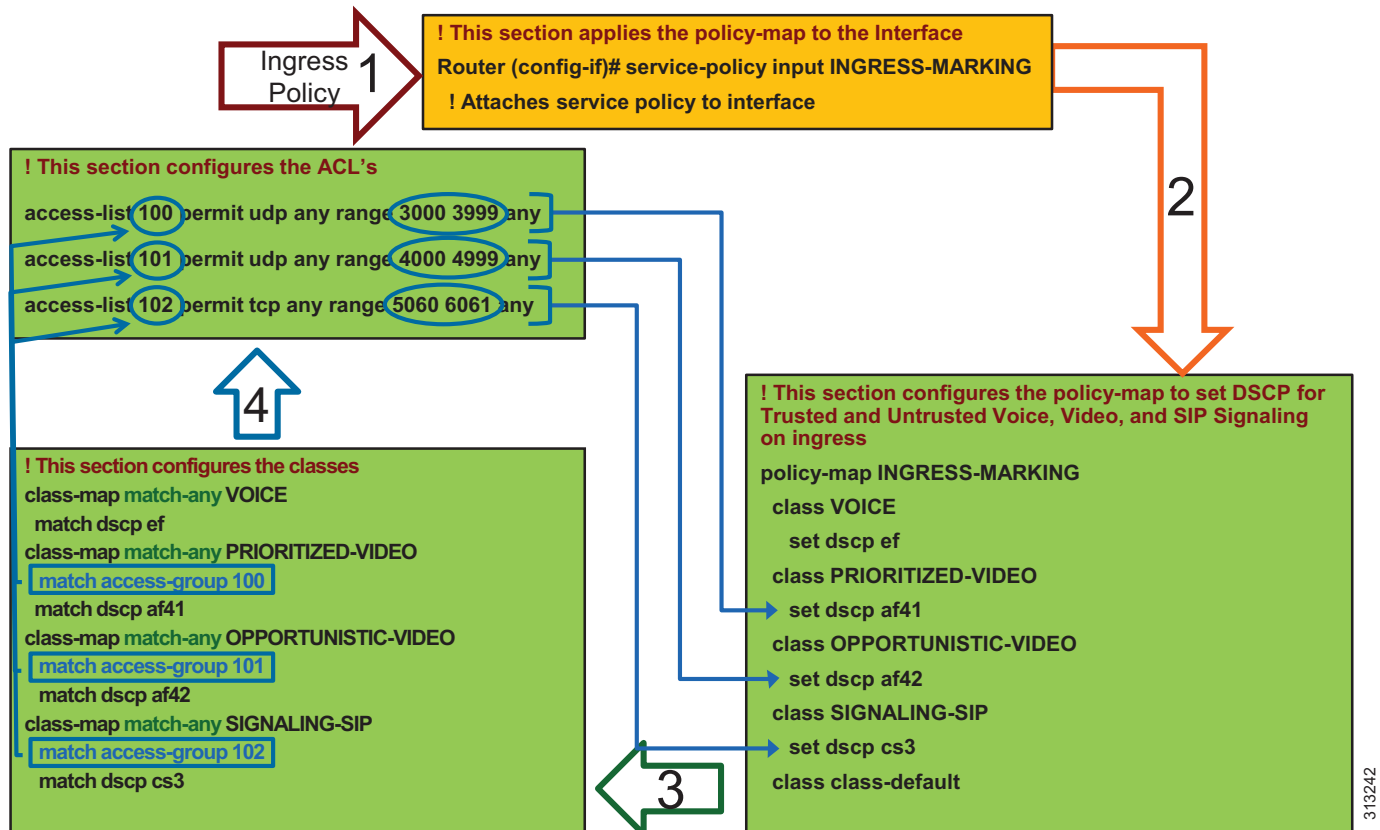 Ingress
Policy
1
! This section applies the policy-map to the Interface
Router (config-if)# service-policy input INGRESS-MARKING
! Attaches service policy to interface
2
! This section configures the ACL's
access-list 100 permit udp any range 3000 3999 any
access-list 101 permit udp any range 4000 4999 any
access-list 102 permit tcp any range 5060 6061 any
4
! This section configures the classes
class-map match-any VOICE
match dscp ef
class-map match-any PRIORITIZED-VIDEO
match access-group 100
match dscp af41
class-map match-any OPPORTUNISTIC-VIDEO
match access-group 101
match dscp af42
class-map match-any SIGNALING-SIP
match access-group 102
match dscp cs3
3
! This section configures the policy-map to set DSCP for
Trusted and Untrusted Voice, Video, and SIP Signaling
on ingress
policy-map INGRESS-MARKING
class VOICE
set dscp ef
class PRIORITIZED-VIDEO
set dscp af41
class OPPORTUNISTIC-VIDEO
set dscp af42
class SIGNALING-SIP
set dscp cs3
class class-default
313242